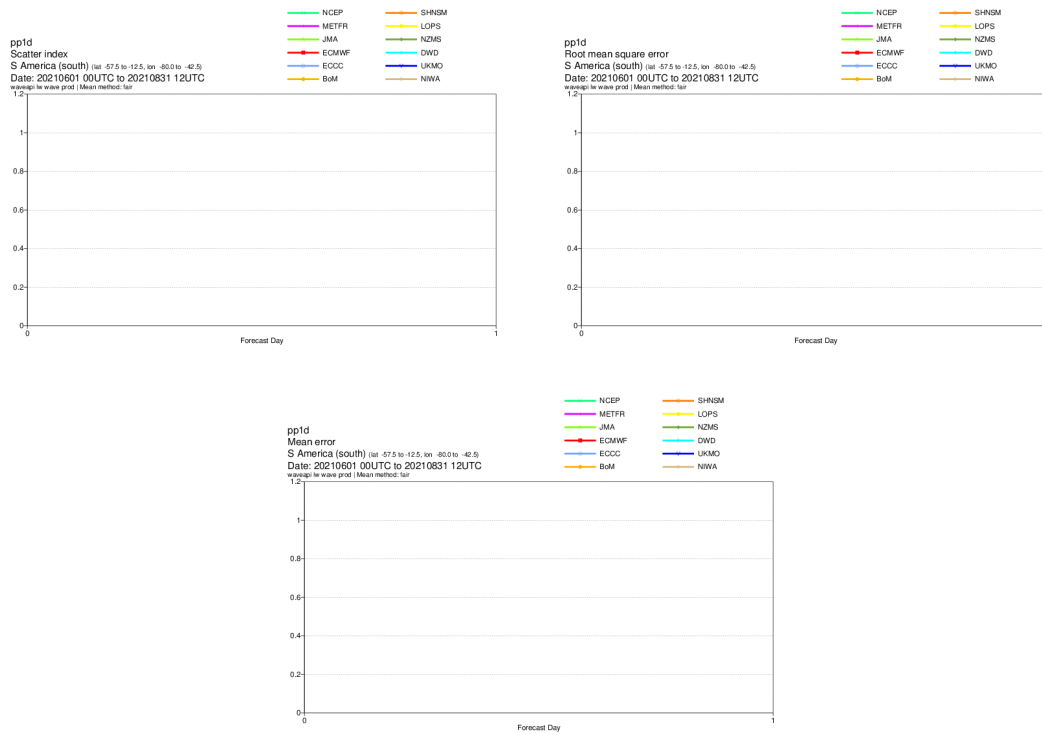 NCEP SHNSM
METFR LOPS
JMA NZMS
ECMWF DWD
ECCC UKMO
BoM NIWA
pp1d
Scatter index
S America (south) (lat -57.5 to -12.5, lon -80.0 to -42.5)
Date: 20210601 00UTC to 20210831 12UTC
waveapi lw wave prod | Mean method: fair
1.2
1
0.8
0.6
0.4
0.2
0
0 1
Forecast Day
NCEP SHNSM
METFR LOPS
JMA NZMS
ECMWF DWD
ECCC UKMO
BoM NIWA
pp1d
Root mean square error
S America (south) (lat -57.5 to -12.5, lon -80.0 to -42.5)
Date: 20210601 00UTC to 20210831 12UTC
waveapi lw wave prod | Mean method: fair
1.2
1
0.8
0.6
0.4
0.2
0
0
Forecast Day
NCEP SHNSM
METFR LOPS
JMA NZMS
ECMWF DWD
ECCC UKMO
BoM NIWA
pp1d
Mean error
S America (south) (lat -57.5 to -12.5, lon -80.0 to -42.5)
Date: 20210601 00UTC to 20210831 12UTC
waveapi lw wave prod | Mean method: fair
1.2
1
0.8
0.6
0.4
0.2
0
0 1
Forecast Day